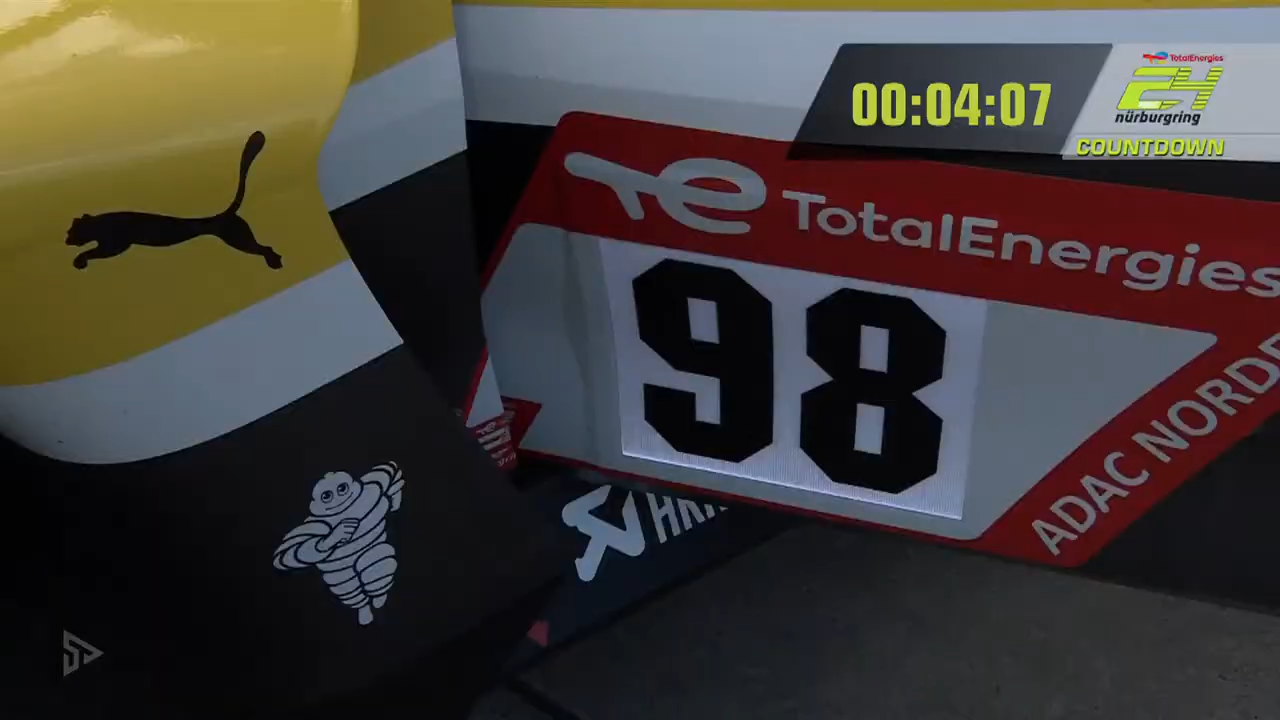 00:04:07
TotalEnergies
24
nürburgring
COUNTDOWN
TotalEnergies
98
ADAC NORD